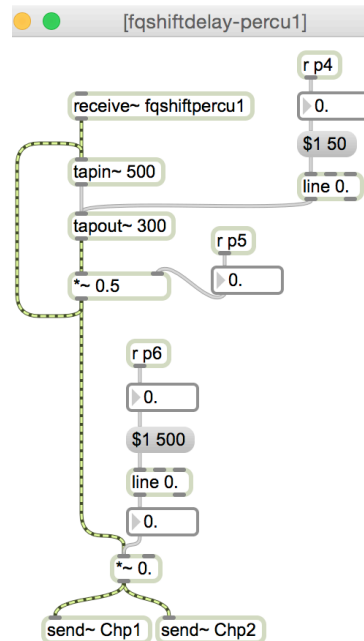 [fqshiftdelay-percu1]
r p4
receive~ fqshiftpercu1
0.
$1 50
tapin~ 500
line 0.
tapout~ 300
r p5
*~ 0.5
0.
r p6
0.
$1 500
line 0.
0.
*~ 0.
send~ Chp1
send~ Chp2